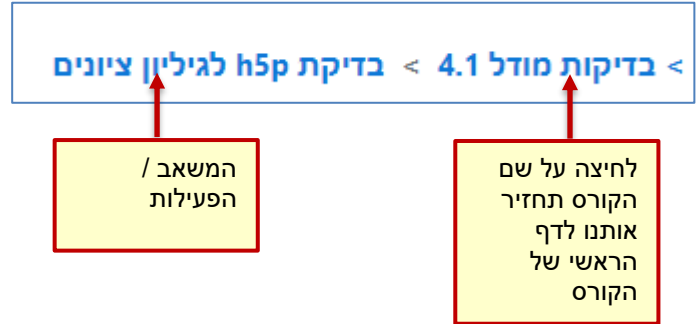 > בדיקות מודל 4.1 > בדיקת h5p לגיליון ציונים
לחיצה על שם
הקורס תחזיר
אותנו לדף
הראשי של
הקורס
המשאב /
הפעילות